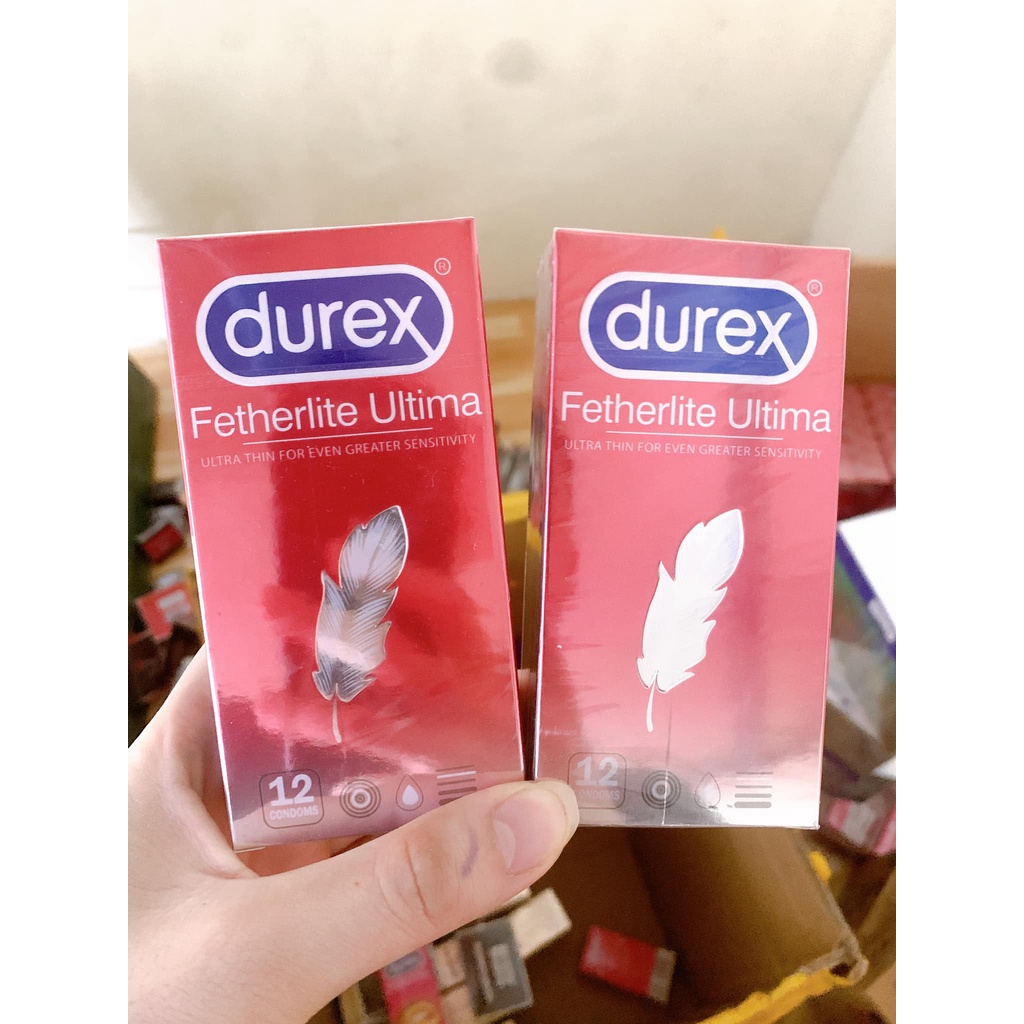 durex ®
Fetherlite Ultima
ULTRA THIN FOR EVEN GREATER SENSITIVITY
12
CONDOMS
durex ®
Fetherlite Ultima
ULTRA THIN FOR EVEN GREATER SENSITIVITY
12
CONDOMS